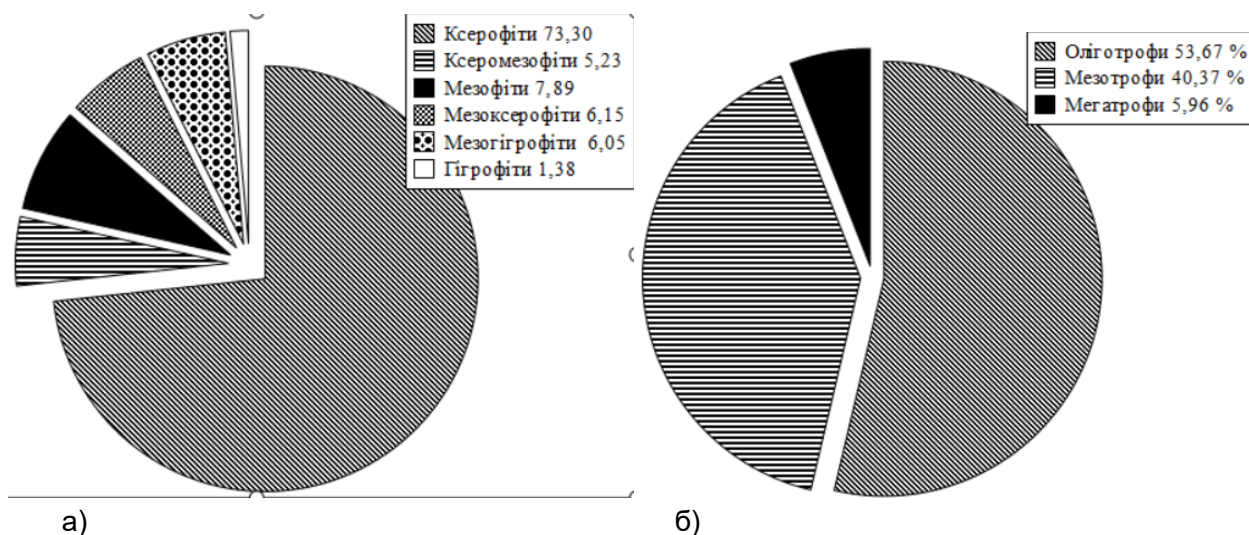 Ксерофіти 73,30
Ксеромезофіти 5,23
Мезофіти 7,89
Мезоксерофіти 6,15
Мезогігрофіти 6,05
Гігрофіти 1,38
Оліготрофи 53,67 %
Мезотрофи 40,37 %
Мегатрофи 5,96 %
а)
б)